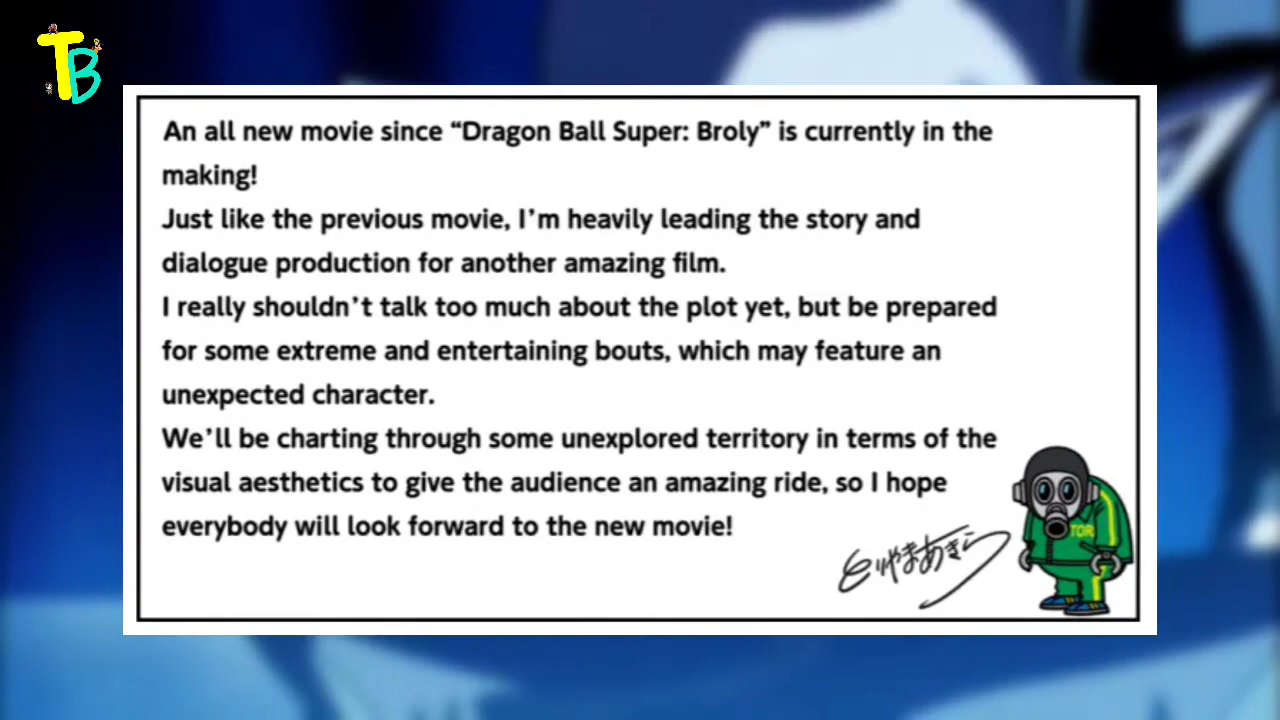 TB
An all new movie since “Dragon Ball Super: Broly” is currently in the
making!
Just like the previous movie, I’m heavily leading the story and
dialogue production for another amazing film.
I really shouldn’t talk too much about the plot yet, but be prepared
for some extreme and entertaining bouts, which may feature an
unexpected character.
We’ll be charting through some unexplored territory in terms of the
visual aesthetics to give the audience an amazing ride, so I hope
everybody will look forward to the new movie!
TORI
とりやまあきら